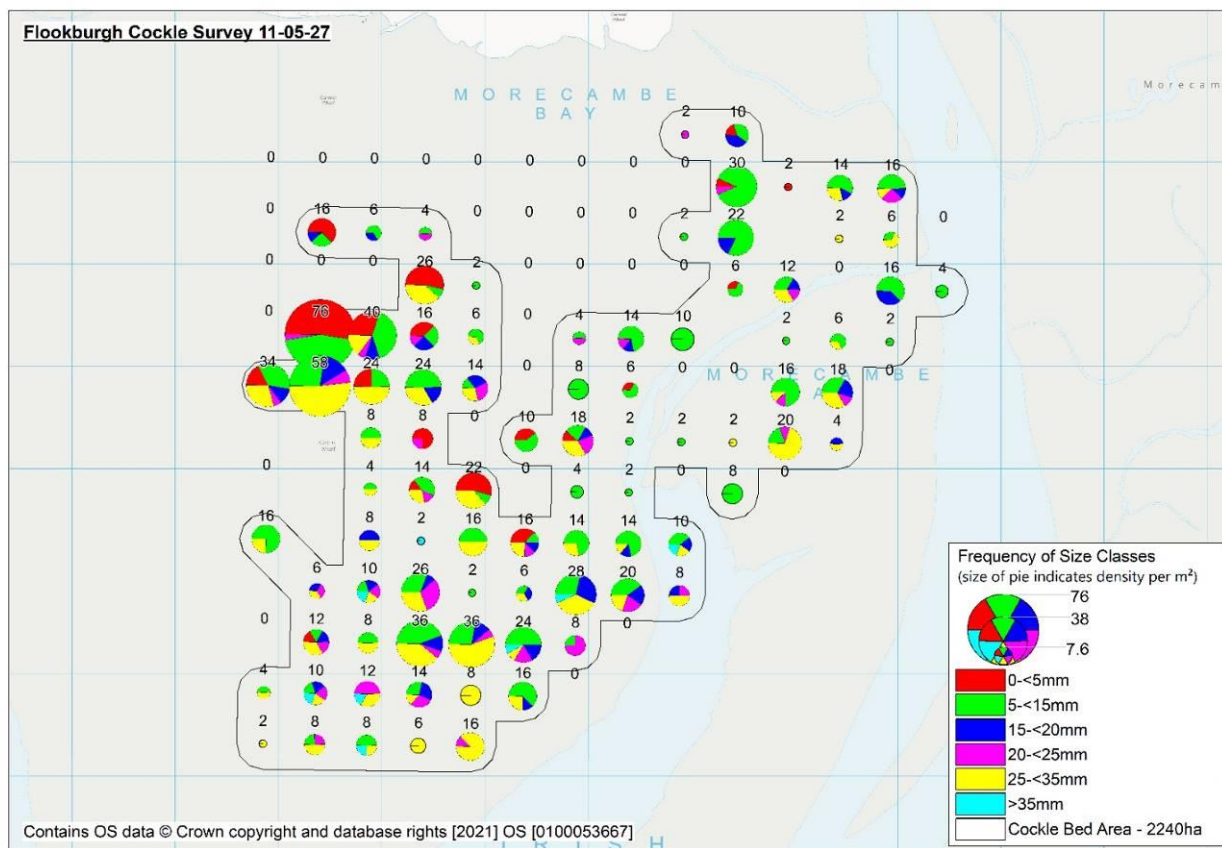 Flookburgh Cockle Survey 11-05-27
MORECAMBE
BAY
Morecam
2 10
0 0 0 0 0 0 0 0 0 30 2 14 16
0 16 6 4 0 0 0 0 2 22 2 6 0
0 0 0 26 2 0 0 0 0 6 12 0 16 4
0 76 40 16 6 0 4 14 10 2 6 2
34 58 24 24 14 0 8 6 0 0 16 18 0
MORECAMBE
8 8 0 10 18 2 2 2 20 4
0 4 14 22 0 4 2 0 8 0
16 8 2 16 16 14 14 10
6 10 26 2 6 28 20 8
0 12 8 36 36 24 8 0
4 10 12 14 8 16 0
2 8 8 6 16
Frequency of Size Classes
(size of pie indicates density per m²)
76
38
7.6
0-<5mm
5-<15mm
15-<20mm
20-<25mm
25-<35mm
>35mm
Cockle Bed Area - 2240ha
Contains OS data © Crown copyright and database rights [2021] OS [0100053667]